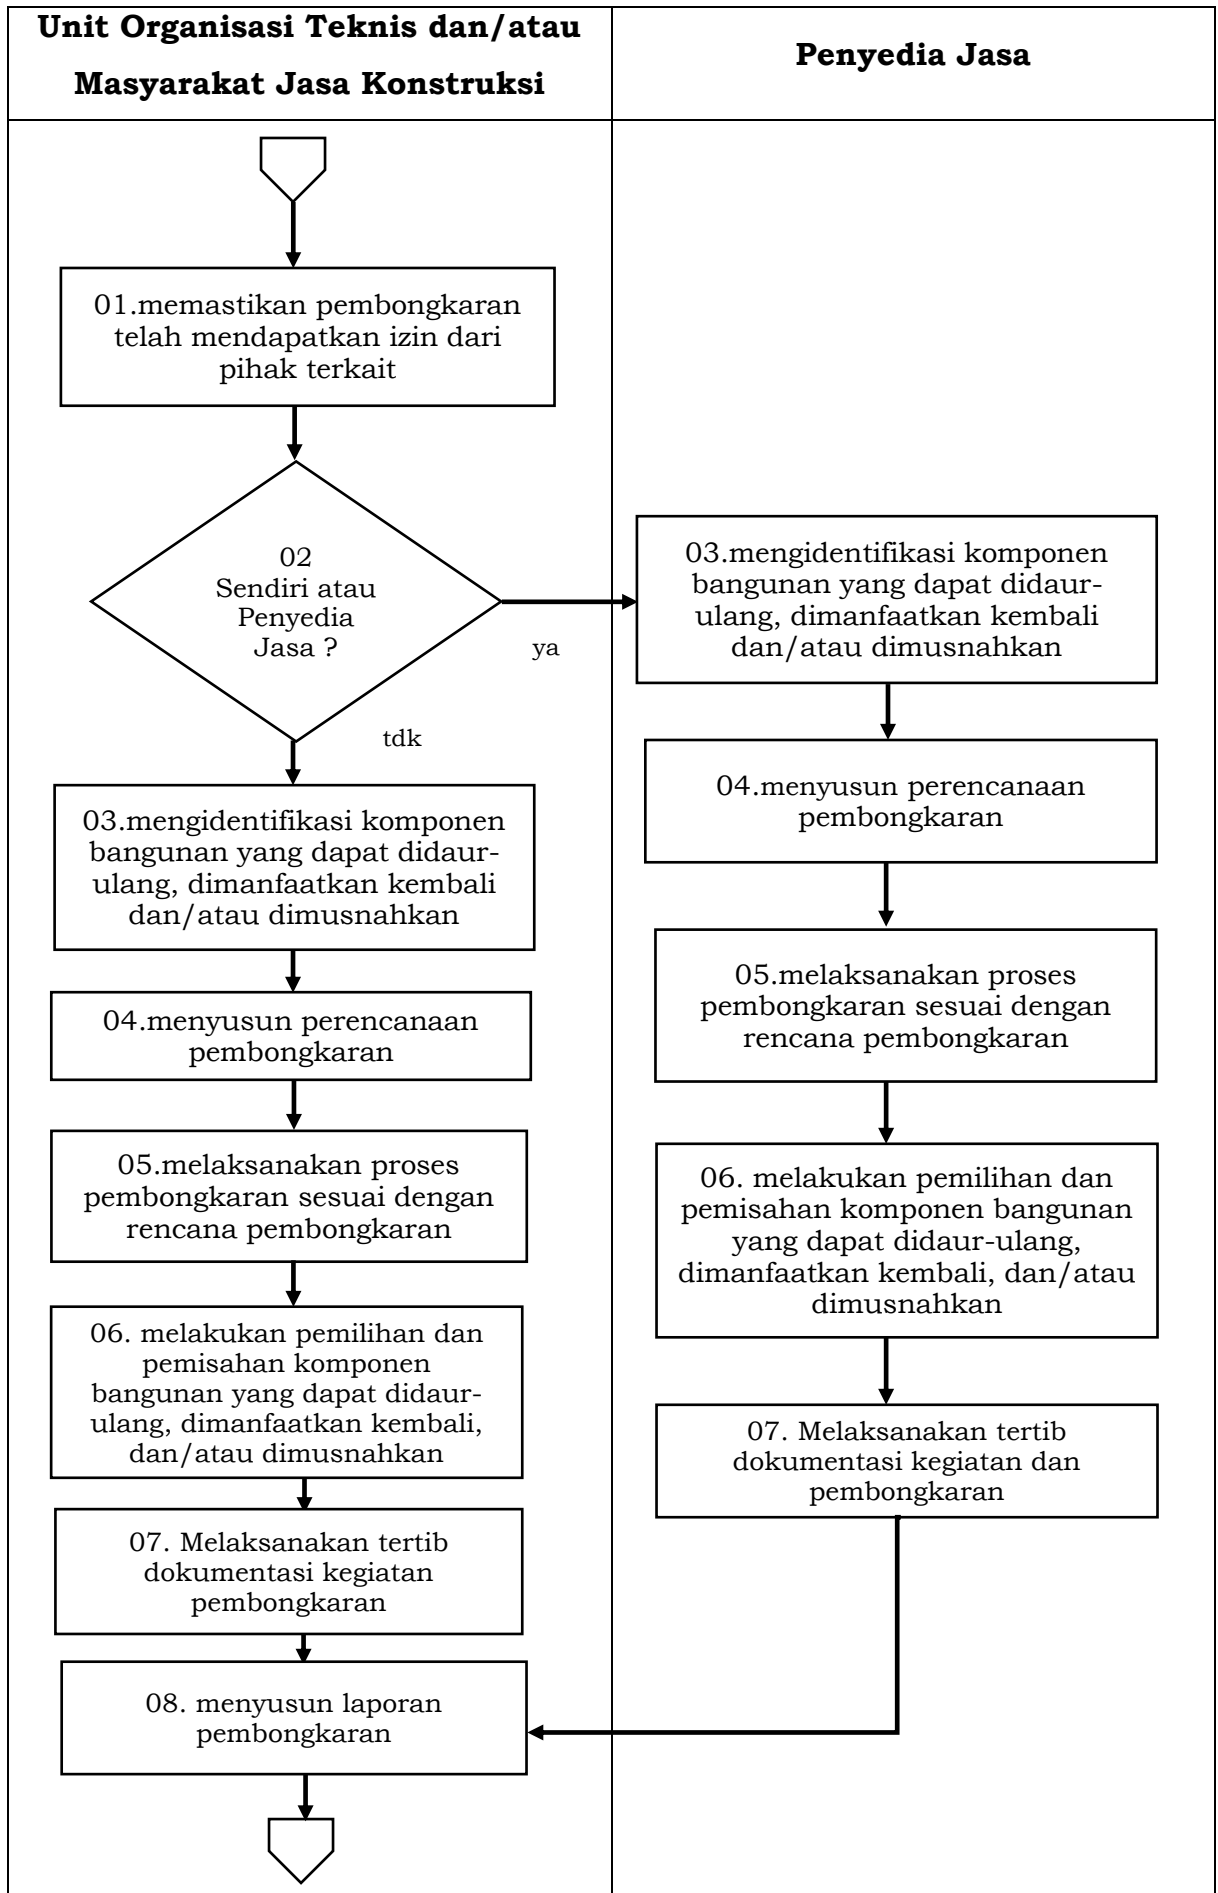 Unit Organisasi Teknis dan/atau
Masyarakat Jasa Konstruksi
Penyedia Jasa
01.memastikan pembongkaran
telah mendapatkan izin dari
pihak terkait
02
Sendiri atau
Penyedia
Jasa ?
ya
tdk
03.mengidentifikasi komponen
bangunan yang dapat didaur-
ulang, dimanfaatkan kembali
dan/atau dimusnahkan
04.menyusun perencanaan
pembongkaran
05.melaksanakan proses
pembongkaran sesuai dengan
rencana pembongkaran
06. melakukan pemilihan dan
pemisahan komponen
bangunan yang dapat didaur-
ulang, dimanfaatkan kembali,
dan/atau dimusnahkan
07. Melaksanakan tertib
dokumentasi kegiatan
pembongkaran
08. menyusun laporan
pembongkaran
03.mengidentifikasi komponen
bangunan yang dapat didaur-
ulang, dimanfaatkan kembali
dan/atau dimusnahkan
04.menyusun perencanaan
pembongkaran
05.melaksanakan proses
pembongkaran sesuai dengan
rencana pembongkaran
06. melakukan pemilihan dan
pemisahan komponen bangunan
yang dapat didaur-ulang,
dimanfaatkan kembali, dan/atau
dimusnahkan
07. Melaksanakan tertib
dokumentasi kegiatan dan
pembongkaran